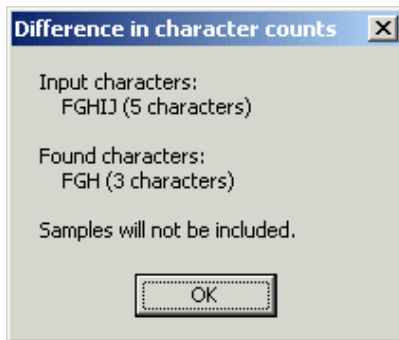 Difference in character counts
Input characters:
FGHIJ (5 characters)
Found characters:
FGH (3 characters)
Samples will not be included.
OK